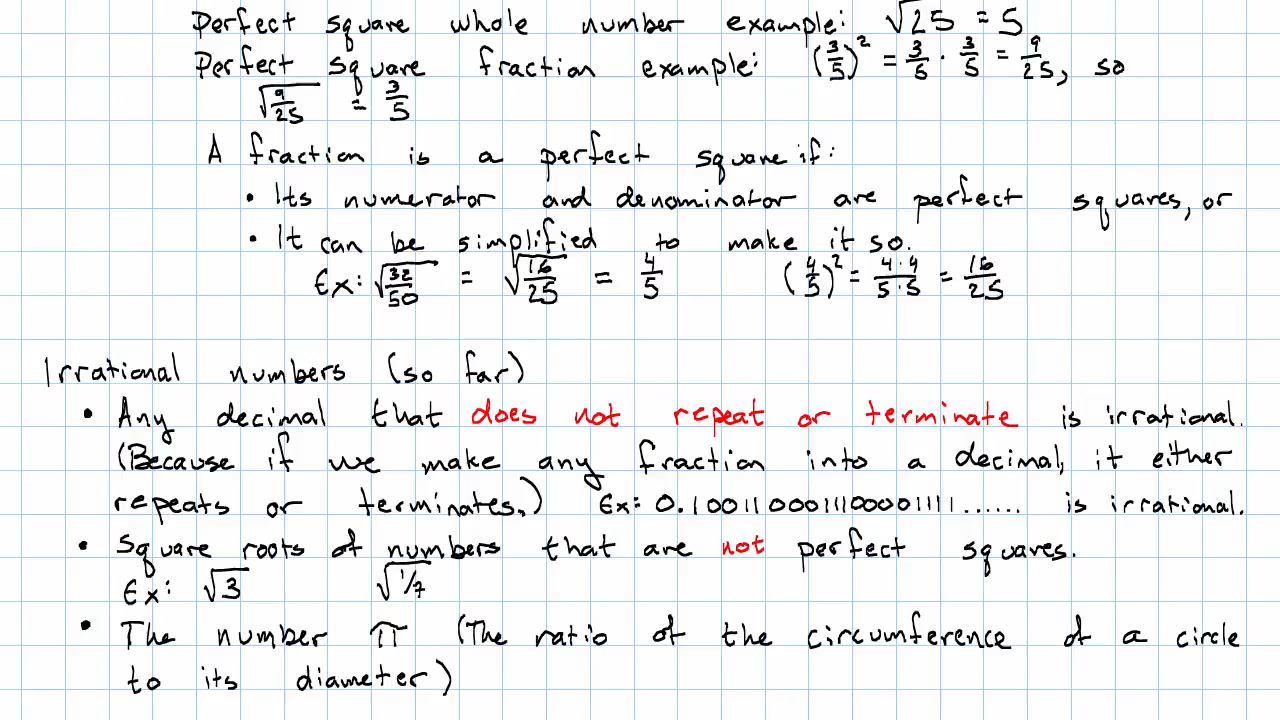 Perfect square whole number example: √25 = 5
Perfect square fraction example: (3/5)² = 3/5 · 3/5 = 9/25, so
√(9/25) = 3/5
A fraction is a perfect square if:
• Its numerator and denominator are perfect squares, or
• It can be simplified to make it so.
Ex: √(32/50) = √(16/25) = 4/5 (4/5)² = (4·4)/(5·5) = 16/25
Irrational numbers (so far)
• Any decimal that does not repeat or terminate is irrational.
(Because if we make any fraction into a decimal, it either
repeats or terminates.) Ex: 0.1001100011100001111...... is irrational.
• Square roots of numbers that are not perfect squares.
Ex: √3 √(1/7)
• The number π (The ratio of the circumference of a circle
to its diameter)